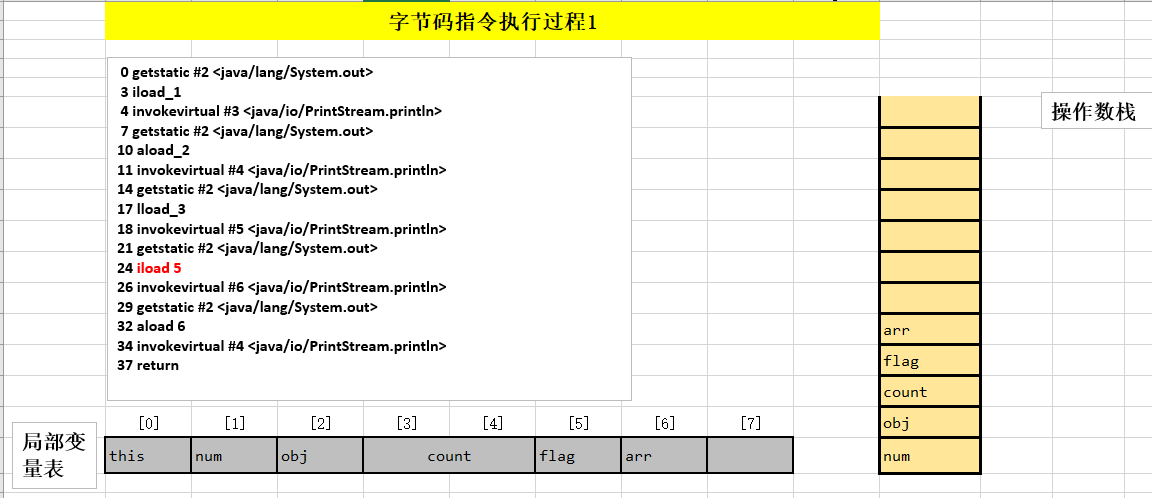 字节码指令执行过程1
0 getstatic #2 <java/lang/System.out>
3 iload_1
4 invokevirtual #3 <java/io/PrintStream.println>
7 getstatic #2 <java/lang/System.out>
10 aload_2
11 invokevirtual #4 <java/io/PrintStream.println>
14 getstatic #2 <java/lang/System.out>
17 lload_3
18 invokevirtual #5 <java/io/PrintStream.println>
21 getstatic #2 <java/lang/System.out>
24 iload 5
26 invokevirtual #6 <java/io/PrintStream.println>
29 getstatic #2 <java/lang/System.out>
32 aload 6
34 invokevirtual #4 <java/io/PrintStream.println>
37 return
操作数栈
arr
flag
count
obj
num
[0] [1] [2] [3] [4] [5] [6] [7]
局部变
量表
this num obj count flag arr